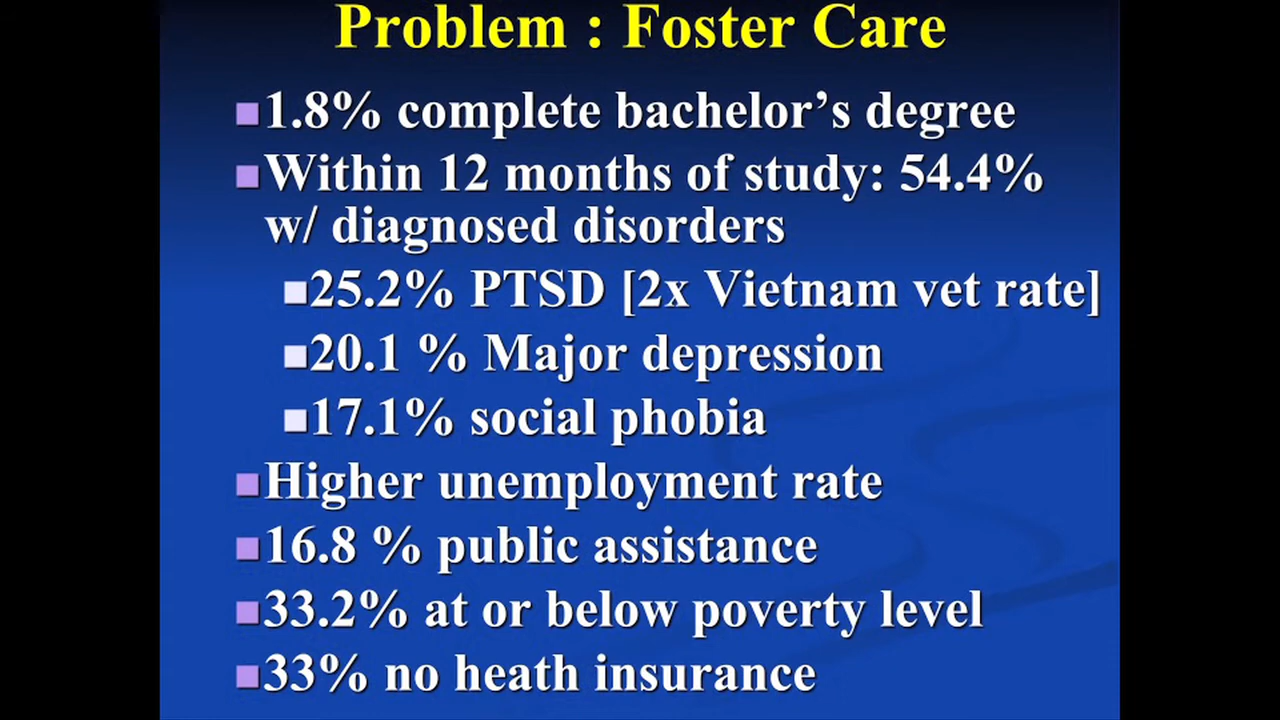 Problem : Foster Care
1.8% complete bachelor’s degree
Within 12 months of study: 54.4%
w/ diagnosed disorders
25.2% PTSD [2x Vietnam vet rate]
20.1 % Major depression
17.1% social phobia
Higher unemployment rate
16.8 % public assistance
33.2% at or below poverty level
33% no heath insurance